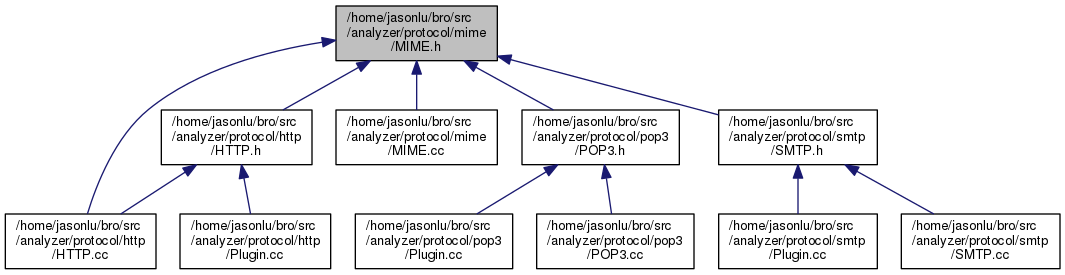 /home/jasonlu/bro/src
/analyzer/protocol/mime
/MIME.h
/home/jasonlu/bro/src
/analyzer/protocol/http
/HTTP.h
/home/jasonlu/bro/src
/analyzer/protocol/mime
/MIME.cc
/home/jasonlu/bro/src
/analyzer/protocol/pop3
/POP3.h
/home/jasonlu/bro/src
/analyzer/protocol/smtp
/SMTP.h
/home/jasonlu/bro/src
/analyzer/protocol/http
/HTTP.cc
/home/jasonlu/bro/src
/analyzer/protocol/http
/Plugin.cc
/home/jasonlu/bro/src
/analyzer/protocol/pop3
/Plugin.cc
/home/jasonlu/bro/src
/analyzer/protocol/pop3
/POP3.cc
/home/jasonlu/bro/src
/analyzer/protocol/smtp
/Plugin.cc
/home/jasonlu/bro/src
/analyzer/protocol/smtp
/SMTP.cc